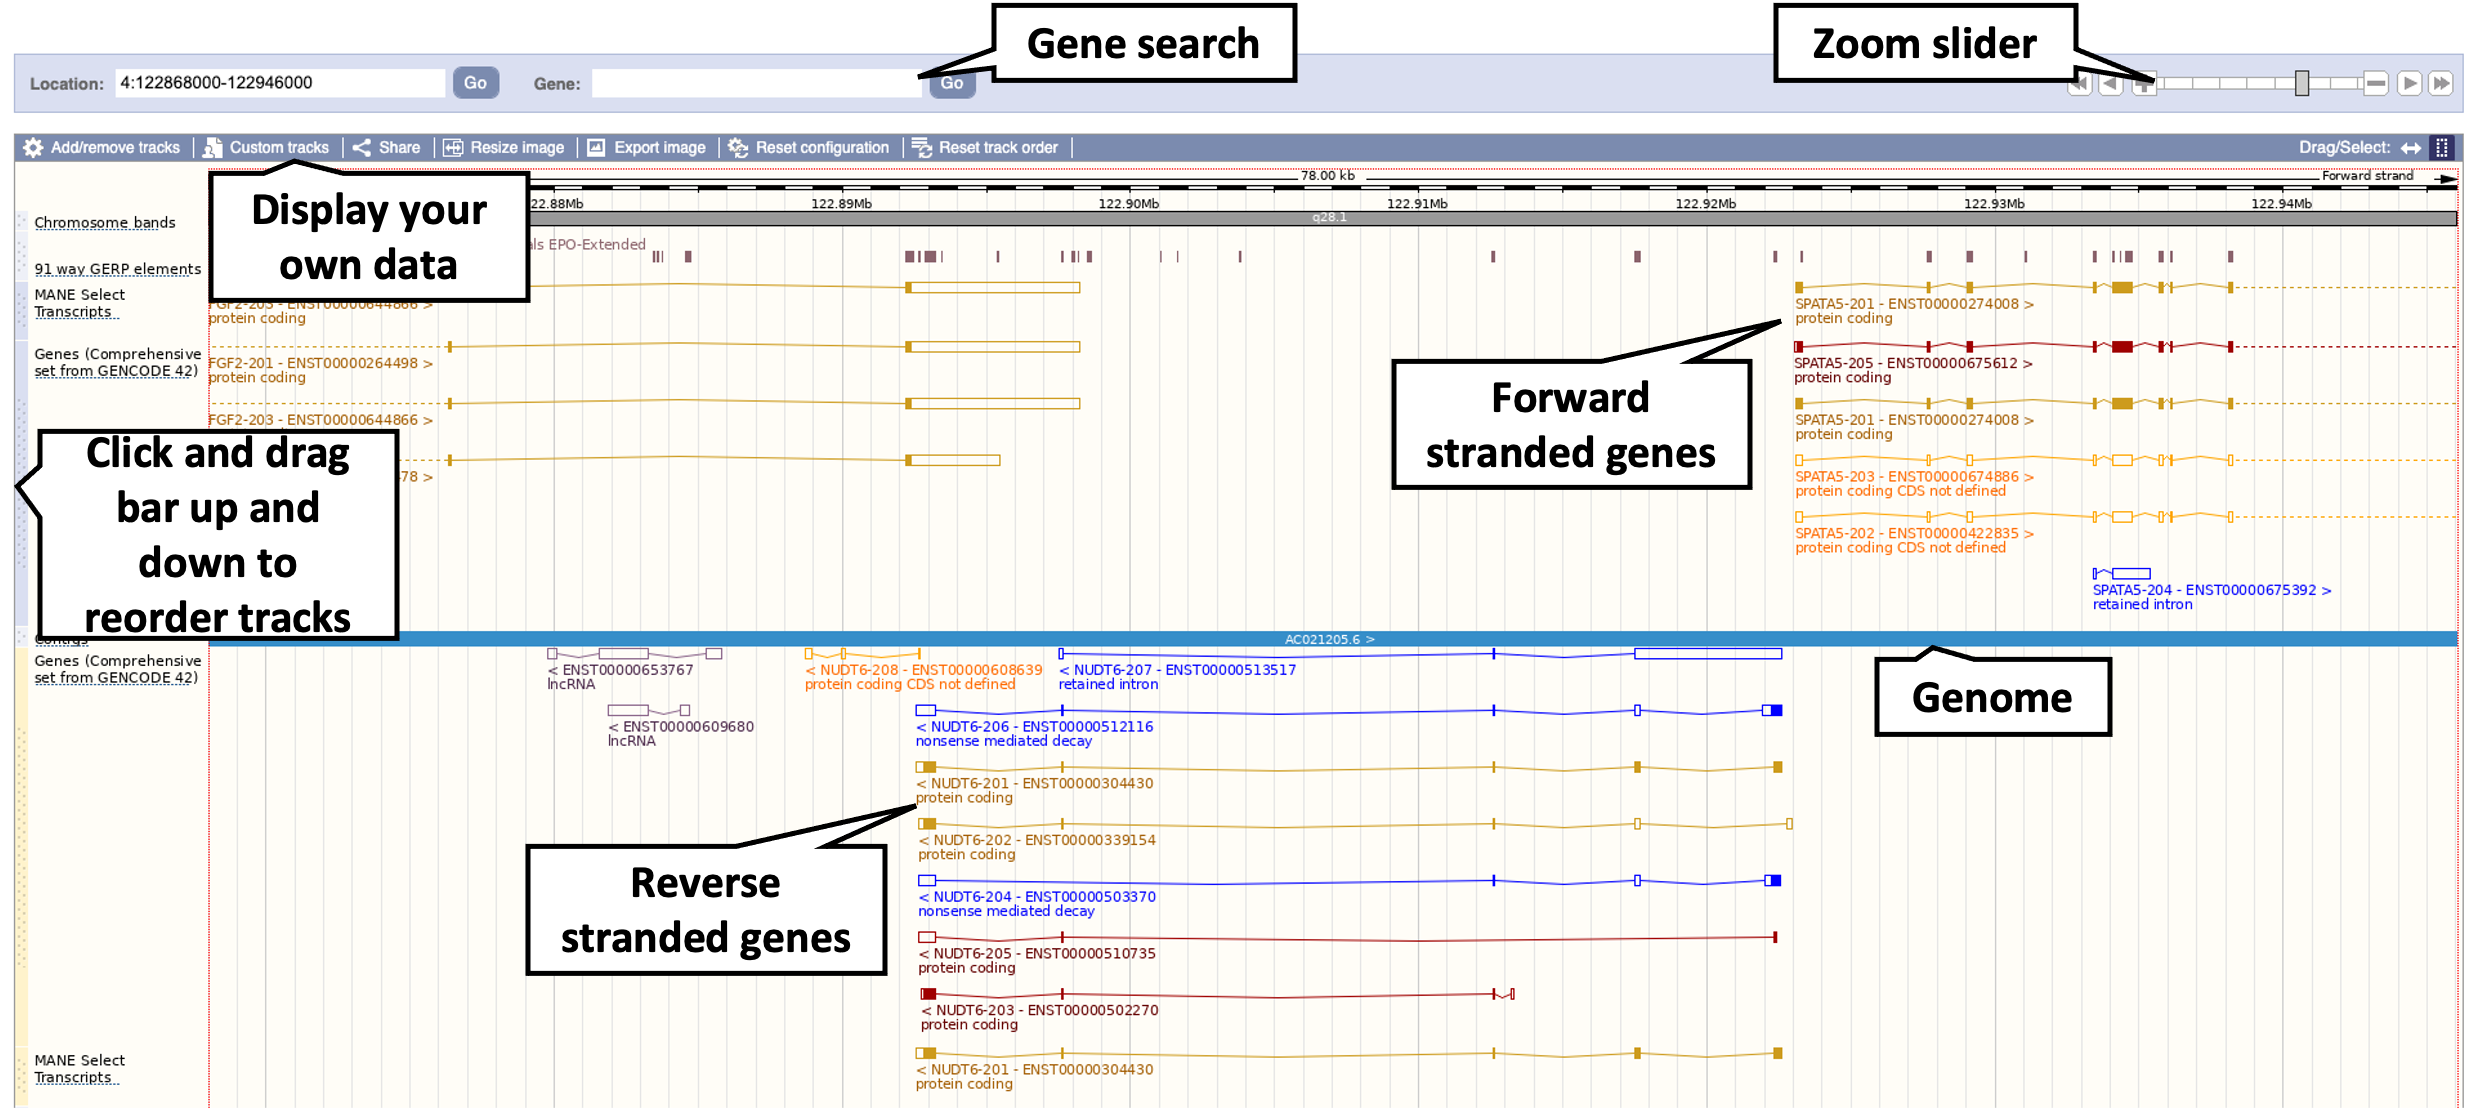 Gene search
Zoom slider
Location: 4:122868000-122946000 Go Gene: Go
Add/remove tracks Custom tracks Share Resize image Export image Reset configuration Reset track order Drag/Select:
Display your
own data
78.00 kb Forward strand
122.89Mb 122.90Mb 122.91Mb 122.92Mb 122.93Mb 122.94Mb
Chromosome bands q28.1
EPO-Extended
91 way GERP elements
MANE Select
Transcripts
FGF2-203 - ENST00000644866 >
protein coding
SPATA5-201 - ENST00000274008 >
protein coding
Genes (Comprehensive
set from GENCODE 42)
FGF2-201 - ENST00000264498 >
protein coding
SPATA5-205 - ENST00000675612 >
protein coding
Forward
stranded genes
FGF2-203 - ENST00000644866 >
SPATA5-201 - ENST00000274008 >
protein coding
Click and drag
bar up and
down to
reorder tracks
78 >
SPATA5-203 - ENST00000674886 >
protein coding CDS not defined
SPATA5-202 - ENST00000422835 >
protein coding CDS not defined
SPATA5-204 - ENST00000675392 >
retained intron
Contigs AC021205.6 >
Genes (Comprehensive
set from GENCODE 42)
< ENST00000653767
lncRNA
< NUDT6-208 - ENST00000608639
protein coding CDS not defined
< NUDT6-207 - ENST00000513517
retained intron
Genome
< ENST00000609680
lncRNA
< NUDT6-206 - ENST00000512116
nonsense mediated decay
< NUDT6-201 - ENST00000304430
protein coding
< NUDT6-202 - ENST00000339154
protein coding
Reverse
stranded genes
< NUDT6-204 - ENST00000503370
nonsense mediated decay
< NUDT6-205 - ENST00000510735
protein coding
< NUDT6-203 - ENST00000502270
protein coding
MANE Select
Transcripts
< NUDT6-201 - ENST00000304430
protein coding